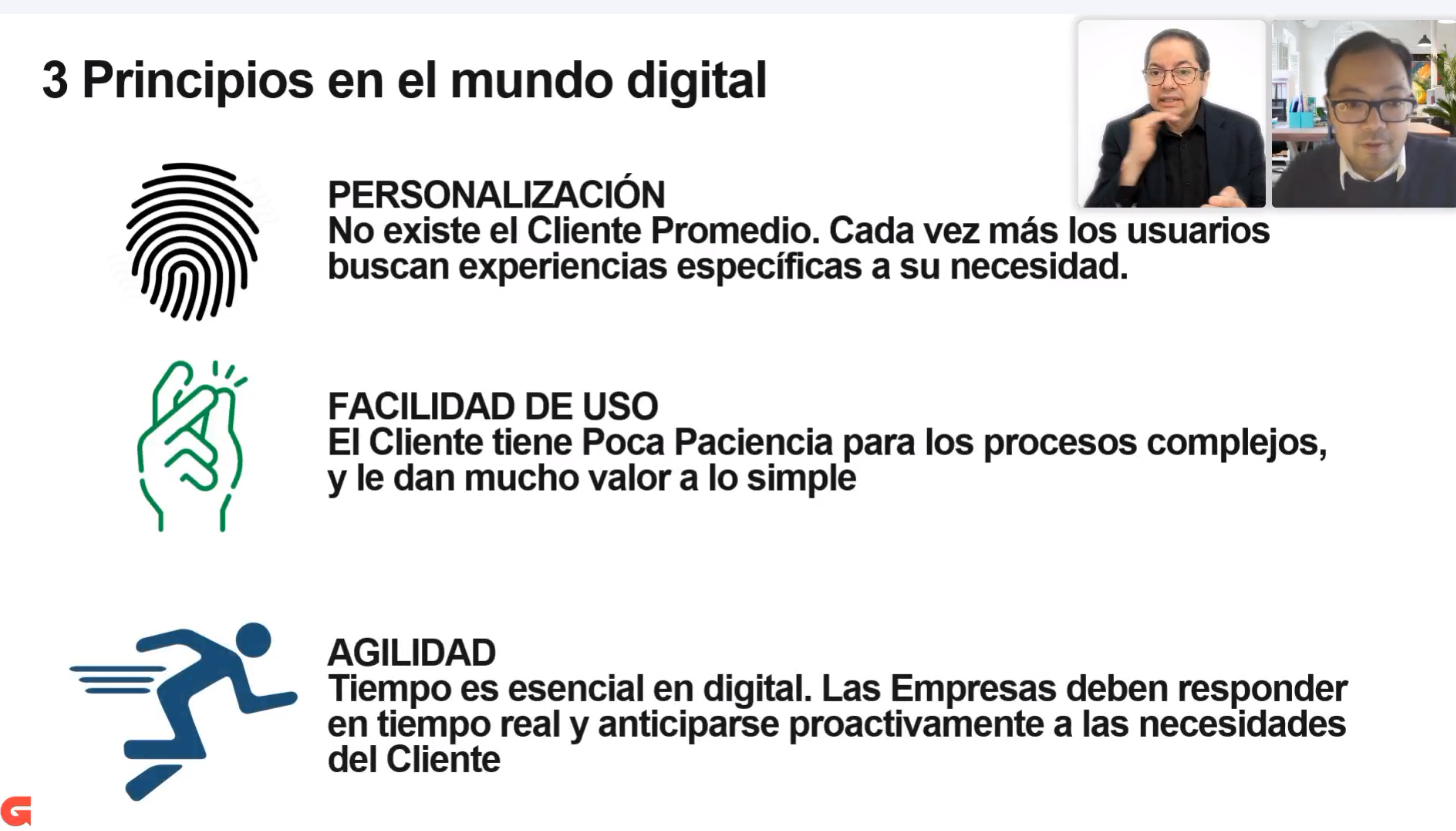 3 Principios en el mundo digital
PERSONALIZACIÓN
No existe el Cliente Promedio. Cada vez más los usuarios
buscan experiencias específicas a su necesidad.
FACILIDAD DE USO
El Cliente tiene Poca Paciencia para los procesos complejos,
y le dan mucho valor a lo simple
AGILIDAD
Tiempo es esencial en digital. Las Empresas deben responder
en tiempo real y anticiparse proactivamente a las necesidades
del Cliente